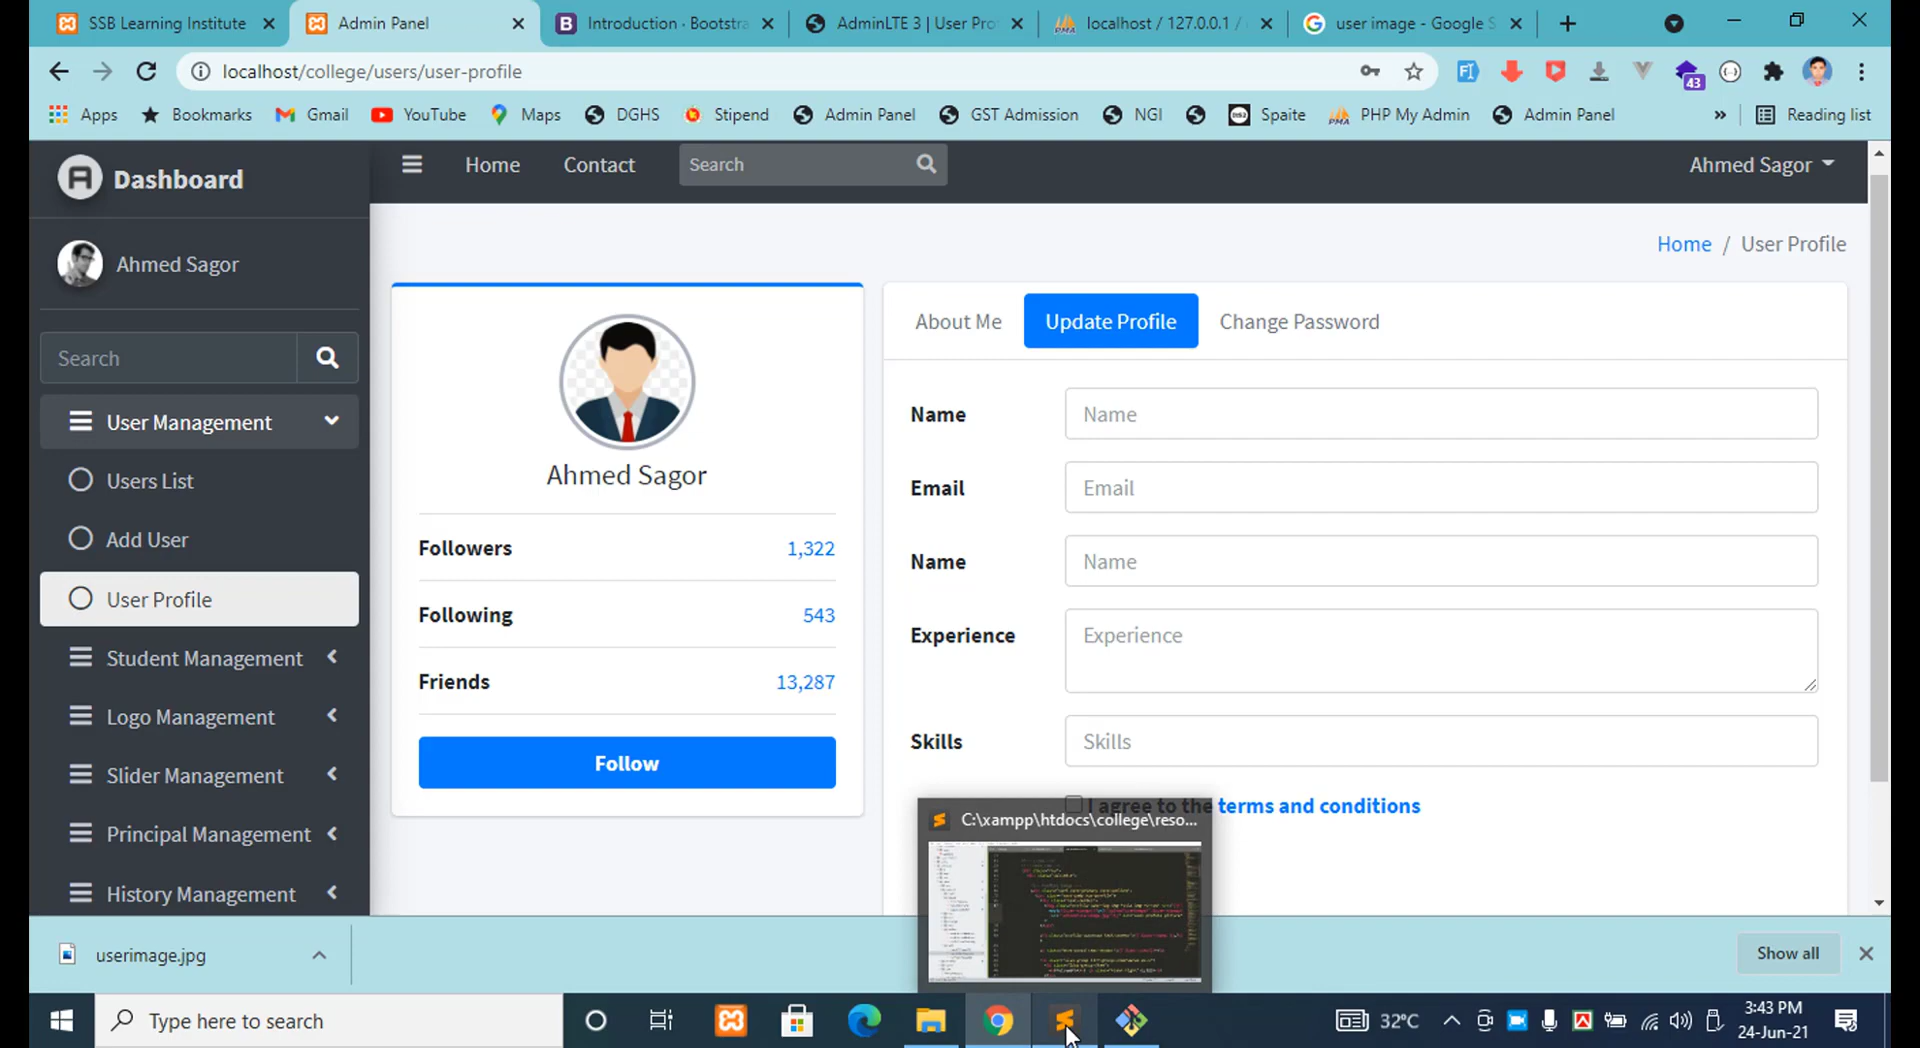 SSB Learning Institute
Admin Panel
Introduction · Bootstra
AdminLTE 3 | User Pro
localhost / 127.0.0.1 /
user image - Google S
localhost/college/users/user-profile
43
Apps
Bookmarks
Gmail
YouTube
Maps
DGHS
Stipend
Admin Panel
GST Admission
NGI
Spaite
PHP My Admin
Admin Panel
»
Reading list
Dashboard
Home
Contact
Search
Ahmed Sagor
Ahmed Sagor
Home / User Profile
Search
User Management
Users List
Add User
User Profile
Student Management
Logo Management
Slider Management
Principal Management
History Management
Ahmed Sagor
Followers 1,322
Following 543
Friends 13,287
Follow
About Me
Update Profile
Change Password
Name
Name
Email
Email
Name
Name
Experience
Experience
Skills
Skills
I agree to the terms and conditions
C:\xampp\htdocs\college\reso...
userimage.jpg
Show all
Type here to search
32°C
3:43 PM
24-Jun-21